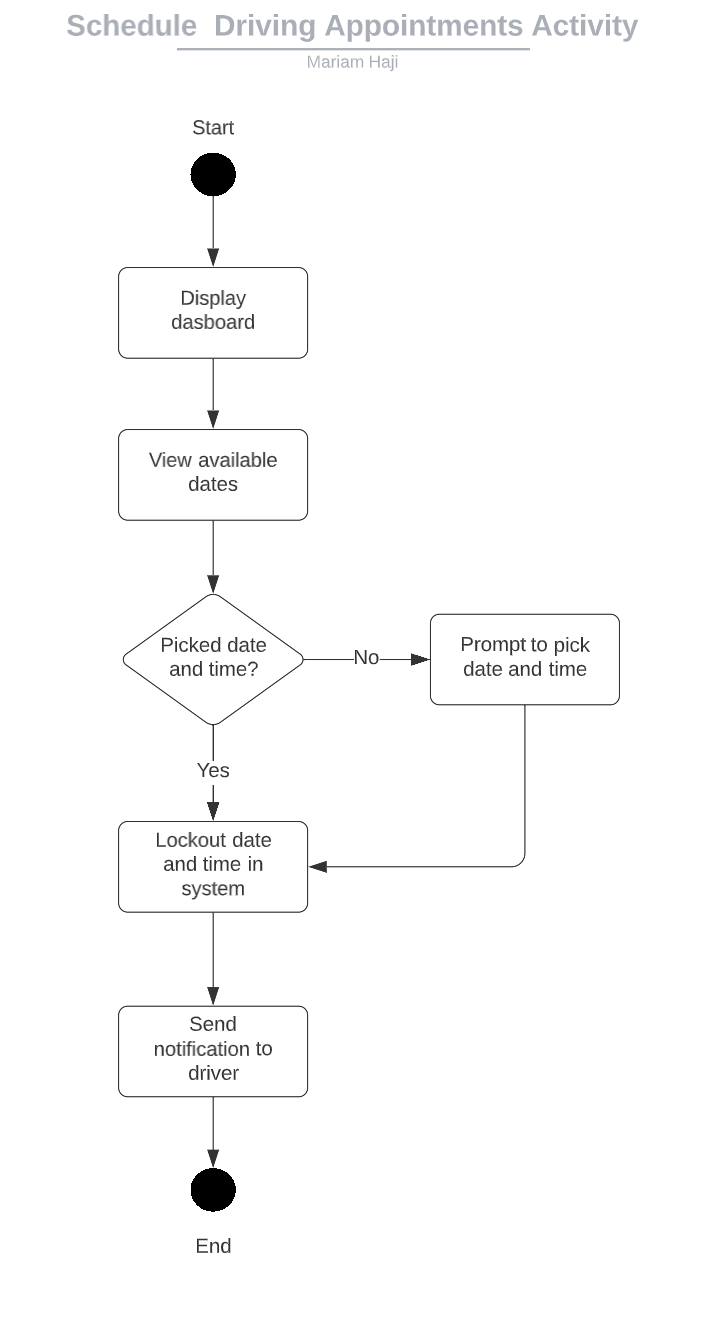 Schedule  Driving Appointments Activity
Mariam Haji
Start
Display
dasboard
View available
dates
Picked date
and time?
No
Prompt to pick
date and time
Yes
Lockout date
and time in
system
Send
notification to
driver
End